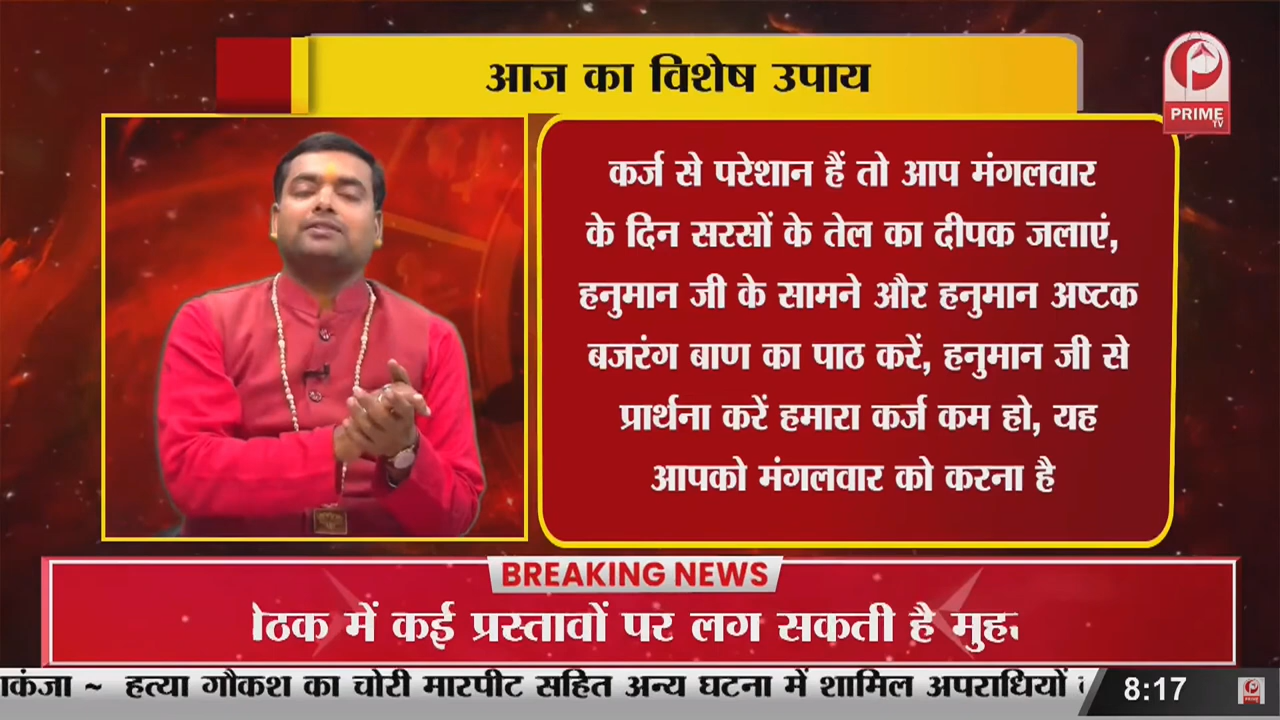 आज का विशेष उपाय
PRIME
TV
कर्ज से परेशान हैं तो आप मंगलवार
के दिन सरसों के तेल का दीपक जलाएं,
हनुमान जी के सामने और हनुमान अष्टक
बजरंग बाण का पाठ करें, हनुमान जी से
प्रार्थना करें हमारा कर्ज कम हो, यह
आपको मंगलवार को करना है
BREAKING NEWS
में कई प्रस्तावों पर लग सकती है
~ हत्या गौकश का चोरी मारपीट सहित अन्य घटना में शामिल अपराधियों
8:17